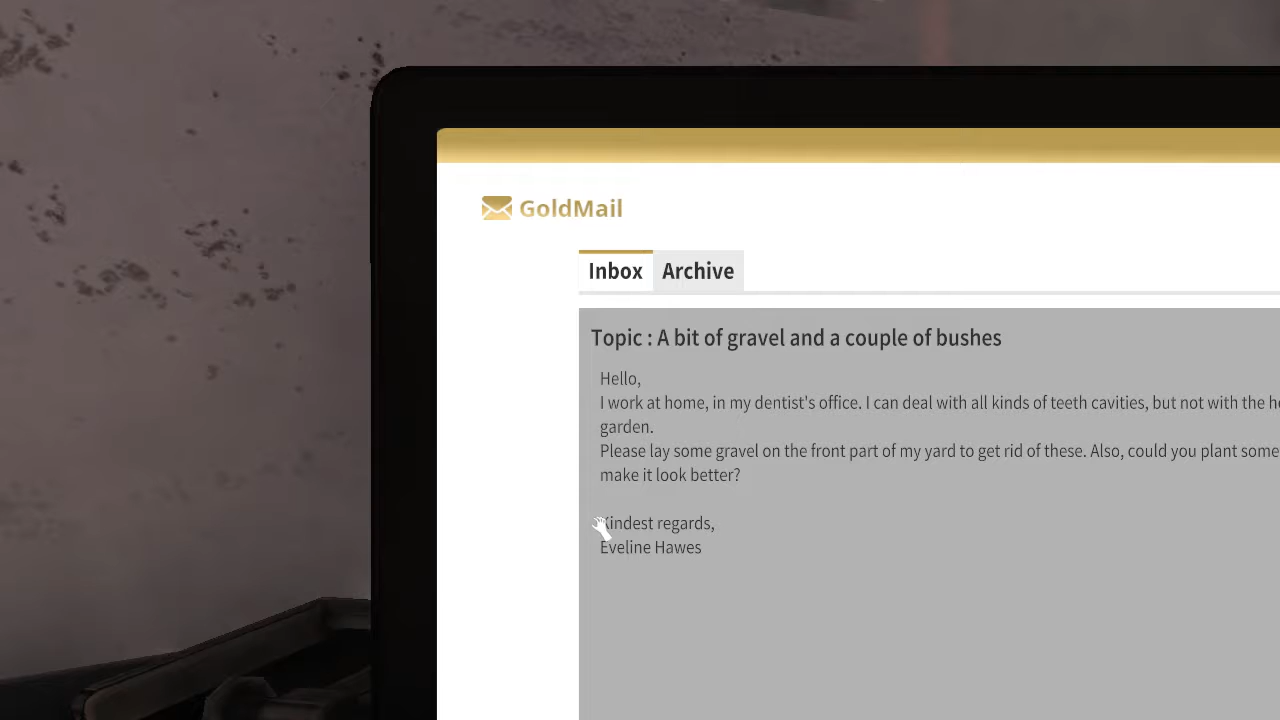 GoldMail
Inbox Archive
Topic : A bit of gravel and a couple of bushes
Hello,
I work at home, in my dentist's office. I can deal with all kinds of teeth cavities, but not with the
garden.
Please lay some gravel on the front part of my yard to get rid of these. Also, could you plant some
make it look better?
Kindest regards,
Eveline Hawes